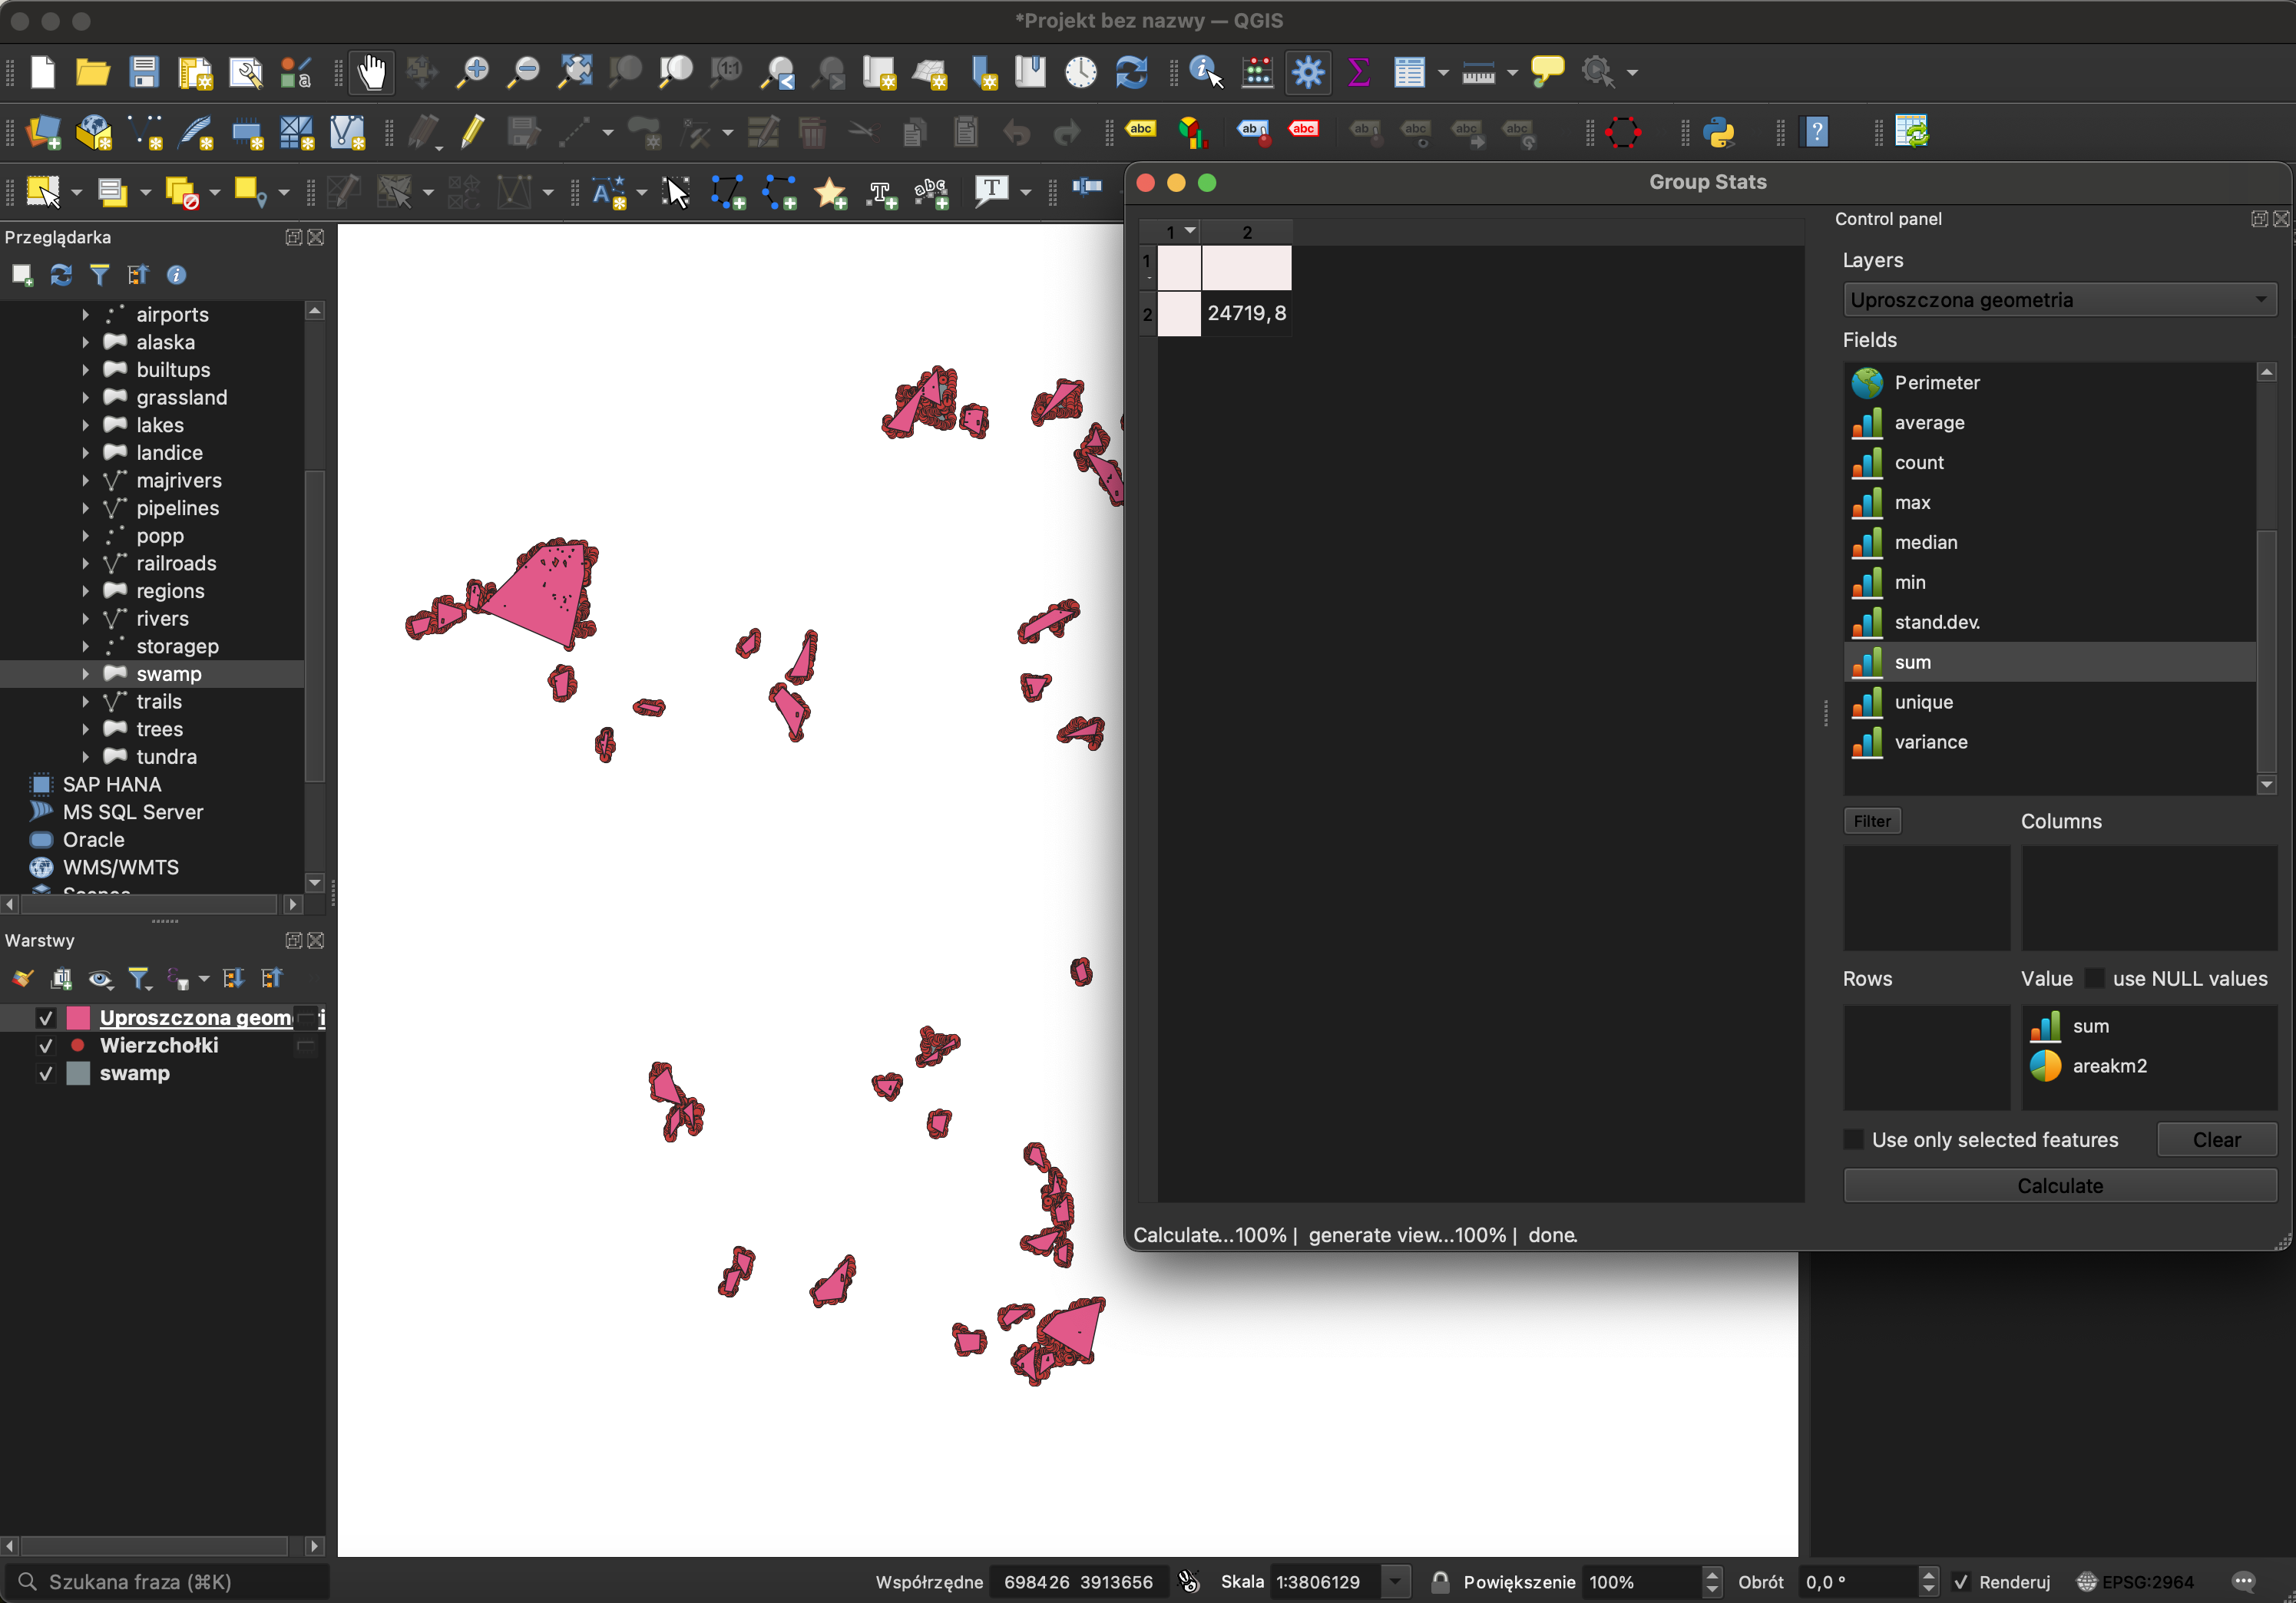 *Projekt bez nazwy — QGIS
Przeglądarka
airports
alaska
builtups
grassland
lakes
landice
majrivers
pipelines
popp
railroads
regions
rivers
storagep
swamp
trails
trees
tundra
SAP HANA
MS SQL Server
Oracle
WMS/WMTS
Warstwy
Wierzchołki
swamp
Group Stats
1 2
1
2 24719,8
Control panel
Layers
Uproszczona geometria
Fields
Perimeter
average
count
max
median
min
stand.dev.
sum
unique
variance
Filter Columns
Rows Value use NULL values
sum
areakm2
Use only selected features Clear
Calculate
Calculate...100% | generate view...100% | done.
Szukana fraza (⌘K) Współrzędne 698426 3913656 Skala 1:3806129 Powiększenie 100% Obrót 0,0 ° Renderuj EPSG:2964